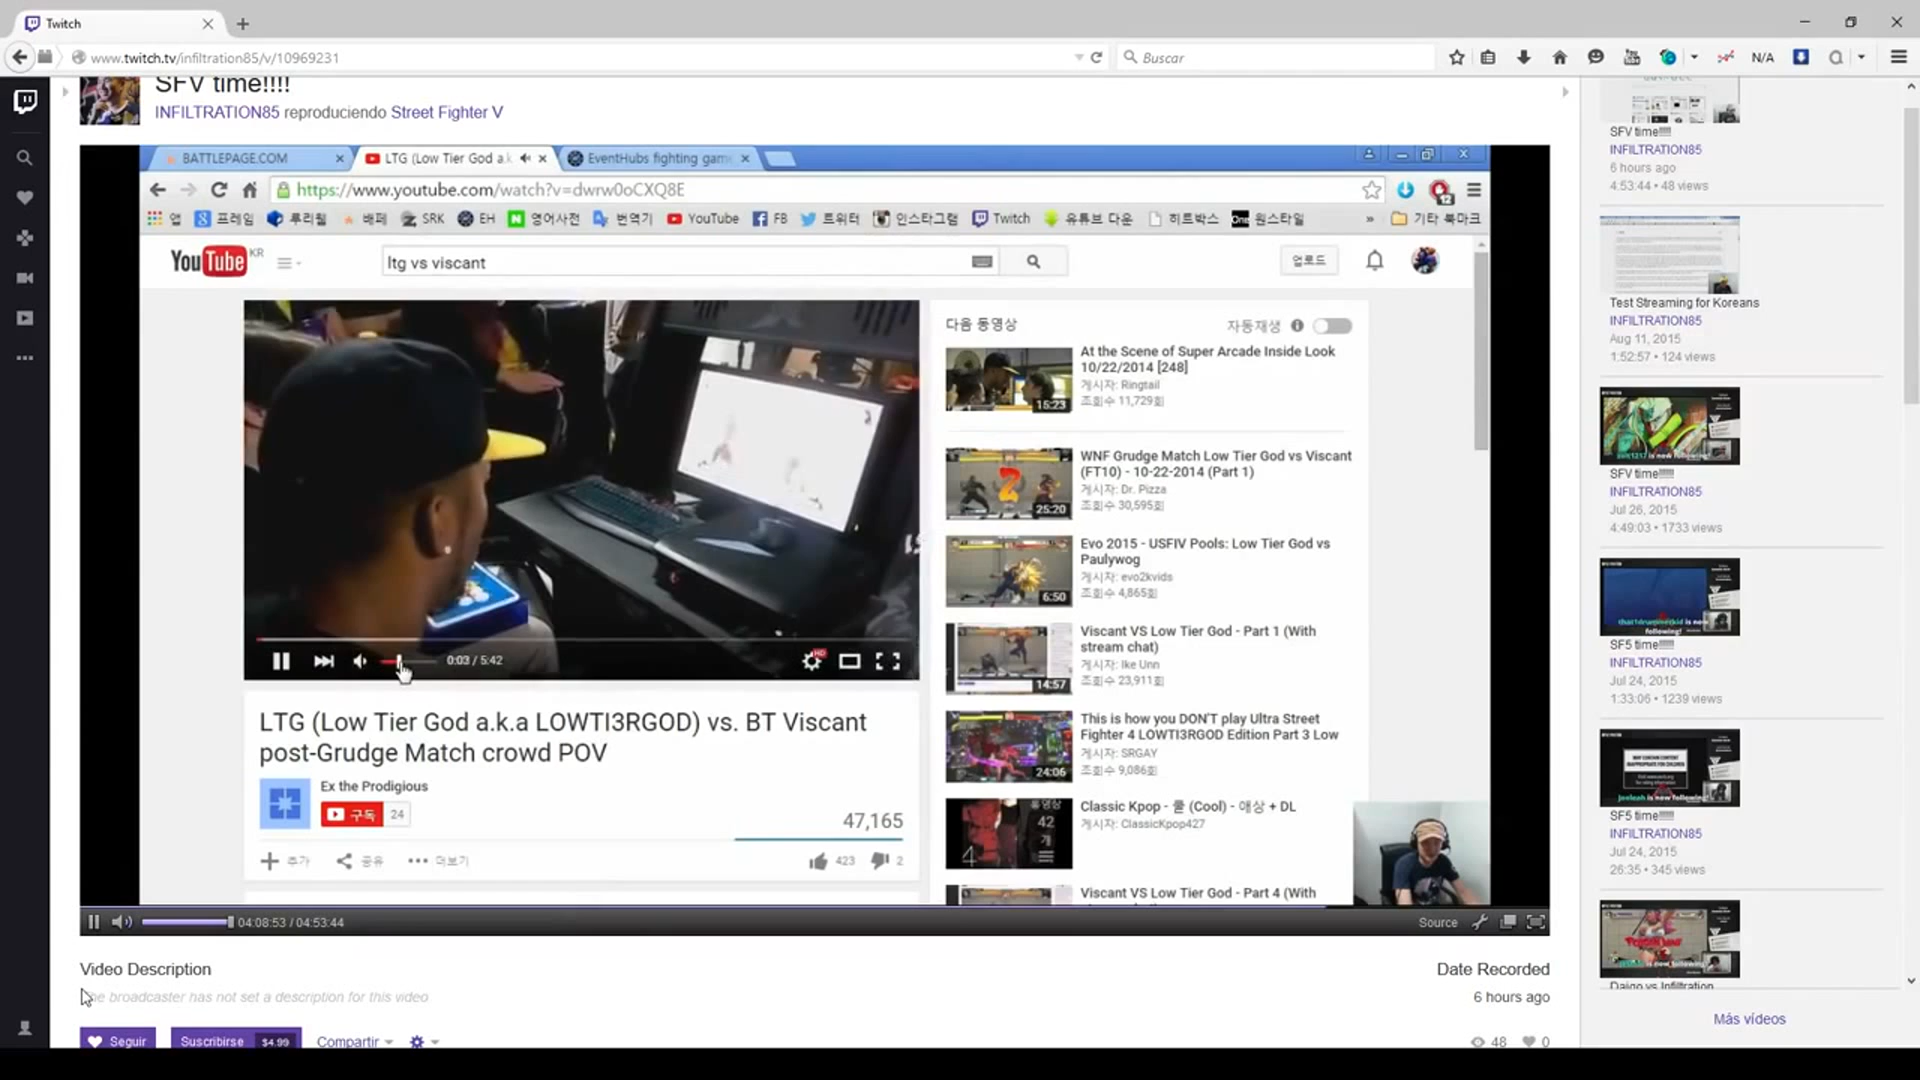 Twitch
www.twitch.tv/infiltration85/v/10969231
Buscar
N/A
SFV time!!!!
INFILTRATION85 reproduciendo Street Fighter V
BATTLEPAGE.COM
LTG (Low Tier God a.k
EventHubs fighting game
https://www.youtube.com/watch?v=dwrw0oCXQ8E
앱
프레임
루리웹
배페
SRK
EH
영어사전
번역기
YouTube
FB
트위터
인스타그램
Twitch
유튜브 다운
히트박스
원스타일
»
기타 북마크
YouTube KR
ltg vs viscant
업로드
0:03 / 5:42
HD
LTG (Low Tier God a.k.a LOWTI3RGOD) vs. BT Viscant
post-Grudge Match crowd POV
Ex the Prodigious
구독 24
47,165
추가
공유
더보기
423
2
다음 동영상
자동재생
At the Scene of Super Arcade Inside Look
10/22/2014 [248]
게시자: Ringtail
조회수 11,729회
15:23
WNF Grudge Match Low Tier God vs Viscant
(FT10) - 10-22-2014 (Part 1)
게시자: Dr. Pizza
조회수 30,595회
25:20
Evo 2015 - USFIV Pools: Low Tier God vs
Paulywog
게시자: evo2kvids
조회수 4,865회
6:50
Viscant VS Low Tier God - Part 1 (With
stream chat)
게시자: Ike Unn
조회수 23,911회
14:57
This is how you DON'T play Ultra Street
Fighter 4 LOWTI3RGOD Edition Part 3 Low
게시자: SRGAY
조회수 9,086회
24:06
Classic Kpop - 쿨 (Cool) - 애상 + DL
게시자: ClassicKpop427
동영상
42
개
Viscant VS Low Tier God - Part 4 (With
04:08:53 / 04:53:44
Source
Video Description
Date Recorded
broadcaster has not set a description for this video
6 hours ago
Seguir
Suscribirse $4.99
Compartir
48
0
SFV time!!!!
INFILTRATION85
6 hours ago
4:53:44 • 48 views
Test Streaming for Koreans
INFILTRATION85
Aug 11, 2015
1:52:57 • 124 views
SFV time!!!!!
INFILTRATION85
Jul 26, 2015
4:49:03 • 1733 views
SF5 time!!!!!
INFILTRATION85
Jul 24, 2015
1:33:06 • 1239 views
SF5 time!!!!!
INFILTRATION85
Jul 24, 2015
26:35 • 345 views
Daigo vs Infiltration
Más vídeos